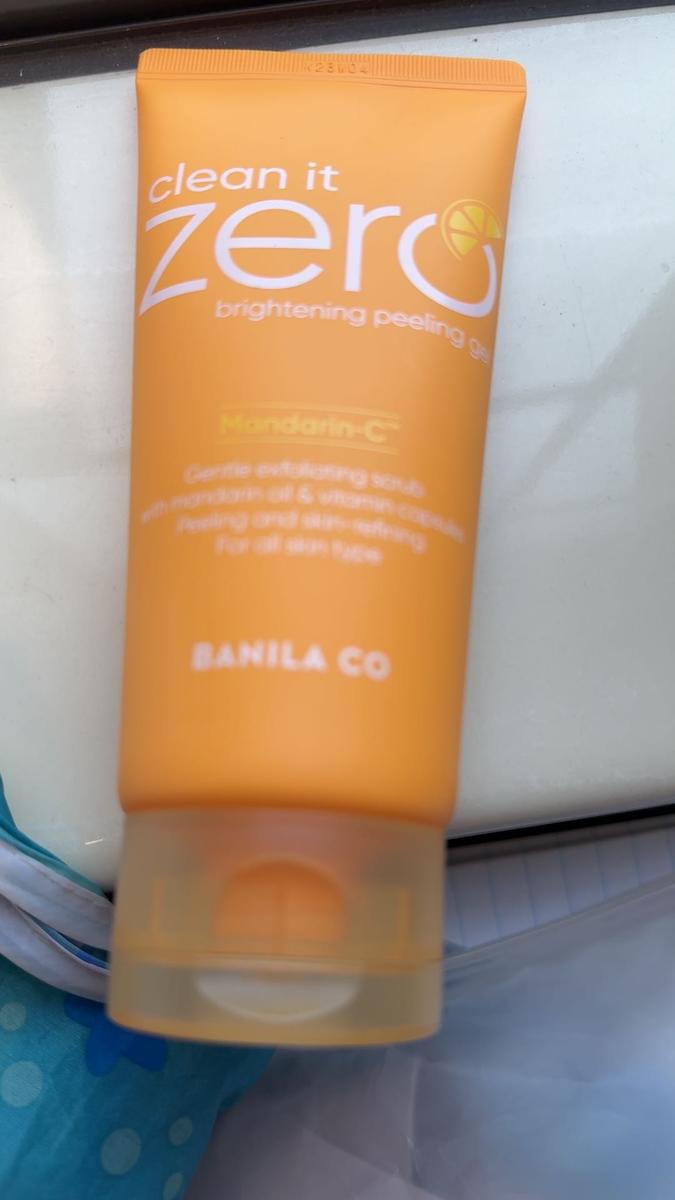 clean it
zero
brightening peeling gel
Mandarin-C™
Gentle exfoliating scrub
with mandarin oil & vitamin capsules
Peeling and skin-refining
For all skin type
BANILA CO